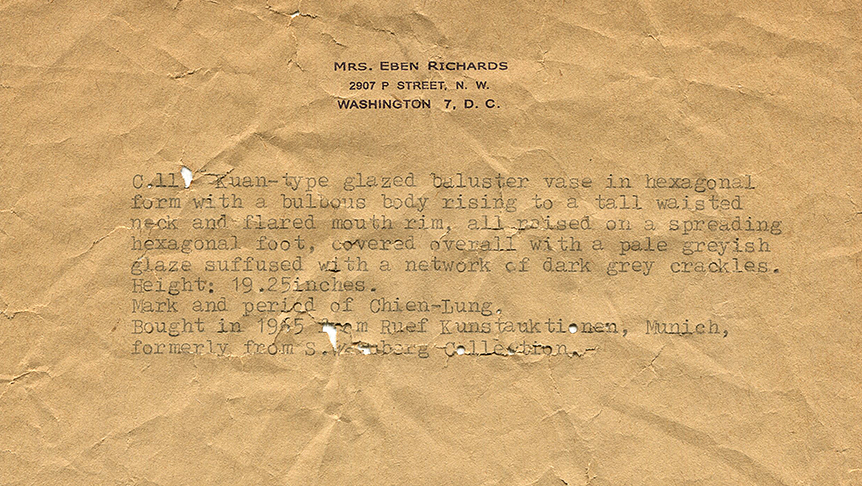 MRS. EBEN RICHARDS
2907 P STREET, N. W.
WASHINGTON 7, D. C.
C.11 Kuan-type glazed baluster vase in hexagonal
form with a bulbous body rising to a tall waisted
neck and flared mouth rim, all raised on a spreading
hexagonal foot, covered overall with a pale greyish
glaze suffused with a network of dark grey crackles.
Height: 19.25inches.
Mark and period of Chien-Lung.
Bought in 1965 from Ruef Kunstauktionen, Munich,
formerly from Collection.-